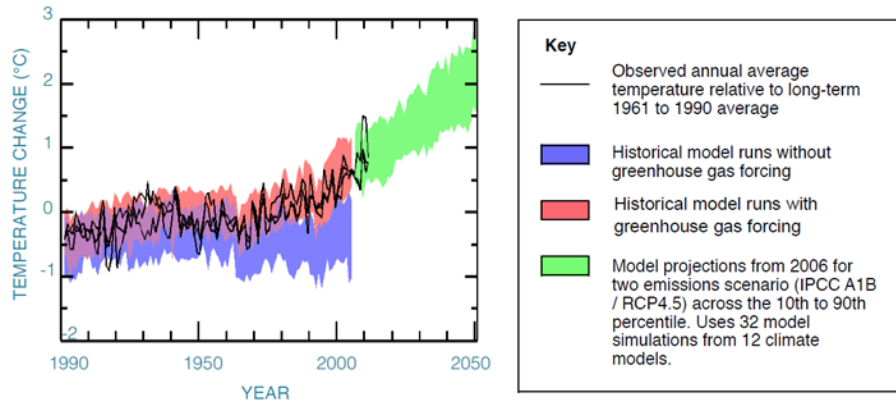 3
2
1
0
-1
-2
TEMPERATURE CHANGE (°C)
1990
1950
2000
2050
YEAR
Key
Observed annual average
temperature relative to long-term
1961 to 1990 average
Historical model runs without
greenhouse gas forcing
Historical model runs with
greenhouse gas forcing
Model projections from 2006 for
two emissions scenario (IPCC A1B
/ RCP4.5) across the 10th to 90th
percentile. Uses 32 model
simulations from 12 climate
models.